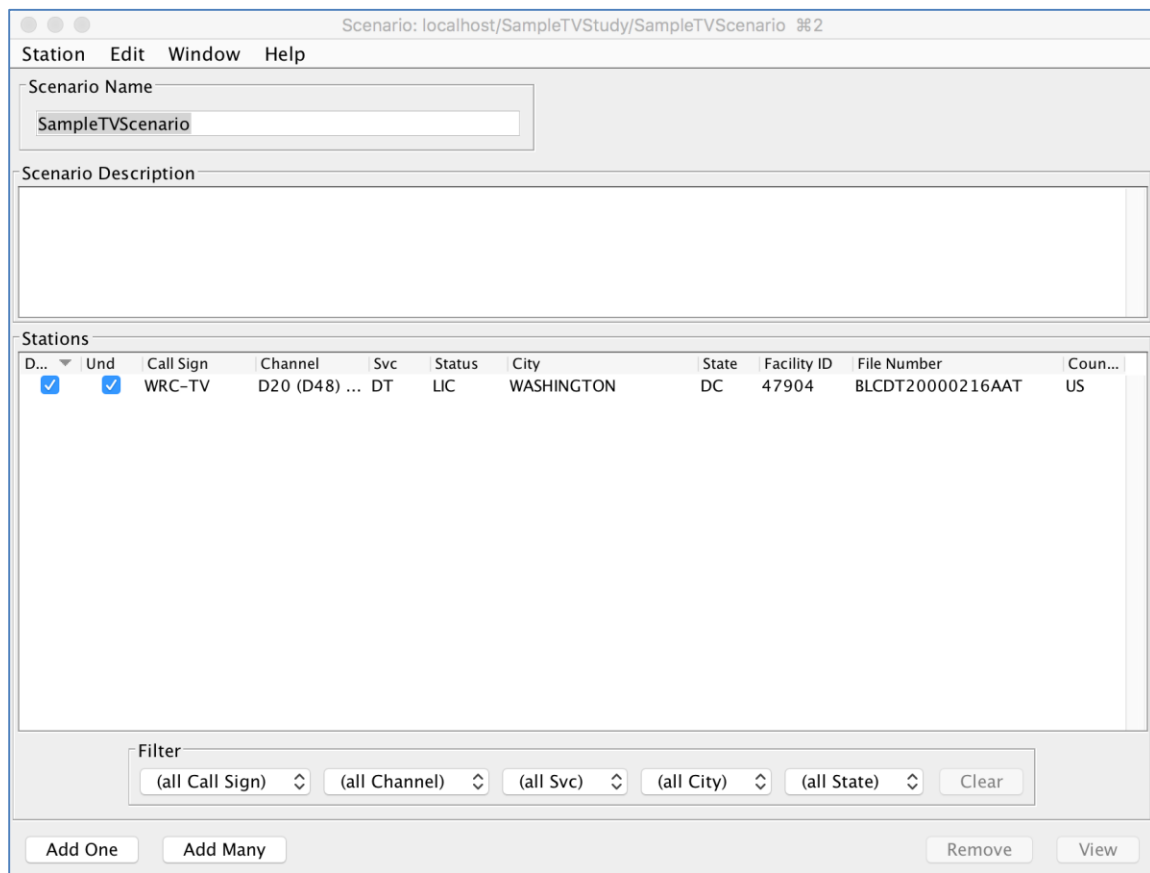 Scenario: localhost/SampleTVStudy/SampleTVScenario ⌘2
Station Edit Window Help
Scenario Name
SampleTVScenario
Scenario Description
Stations
D... Und Call Sign Channel Svc Status City State Facility ID File Number Coun...
WRC-TV D20 (D48) ... DT LIC WASHINGTON DC 47904 BLCDT20000216AAT US
Filter
(all Call Sign) (all Channel) (all Svc) (all City) (all State) Clear
Add One Add Many Remove View